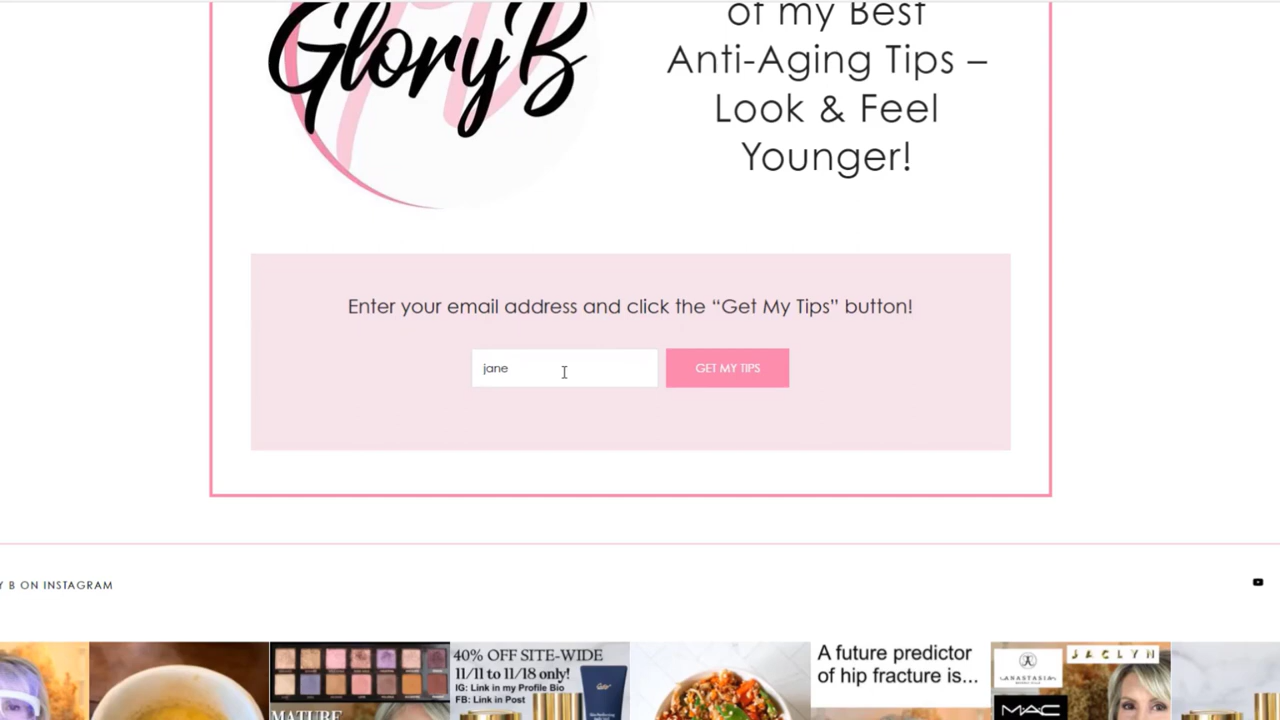 GloryB
of my Best
Anti-Aging Tips –
Look & Feel
Younger!
Enter your email address and click the “Get My Tips” button!
jane
GET MY TIPS
Y B ON INSTAGRAM
40% OFF SITE-WIDE
11/11 to 11/18 only!
IG: Link in my Profile Bio
FB: Link in Post
MATURE
A future predictor
of hip fracture is...
ANASTASIA
JACLYN
MAC